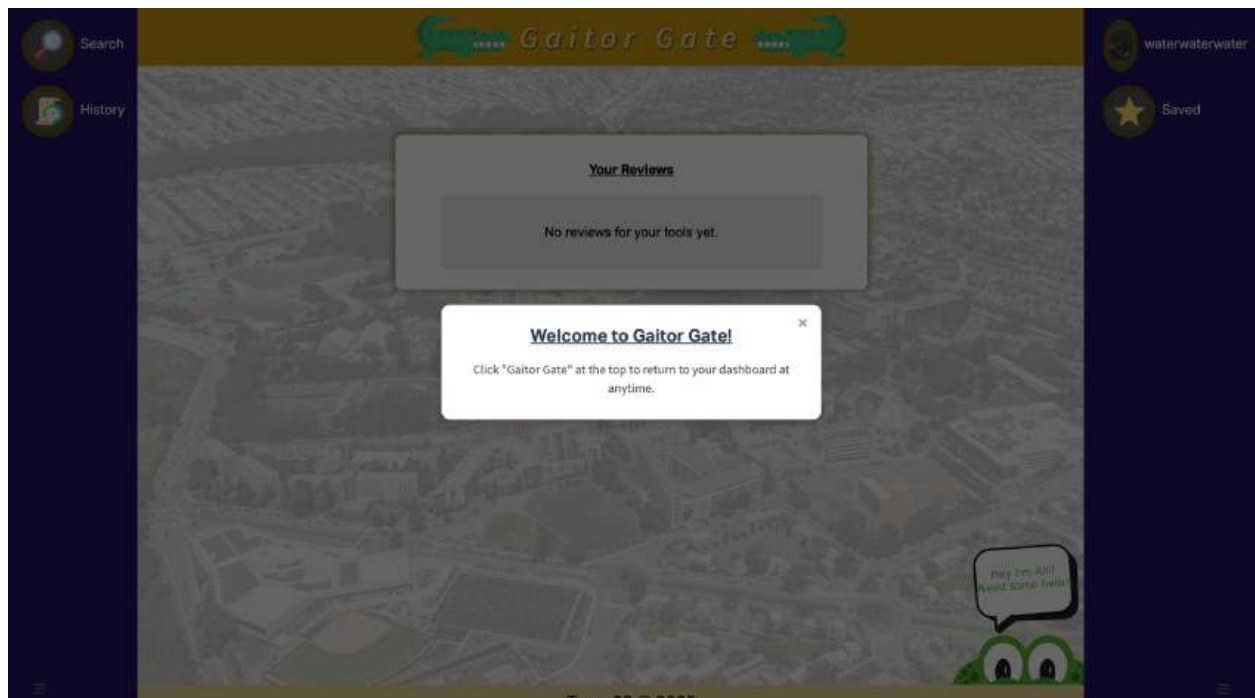 Search
History
Gaitor Gate
waterwaterwater
Saved
Your Reviews
No reviews for your tools yet.
Welcome to Gaitor Gate!
×
Click "Gaitor Gate" at the top to return to your dashboard at
anytime.
Hey I'm Alli!
Need some help?